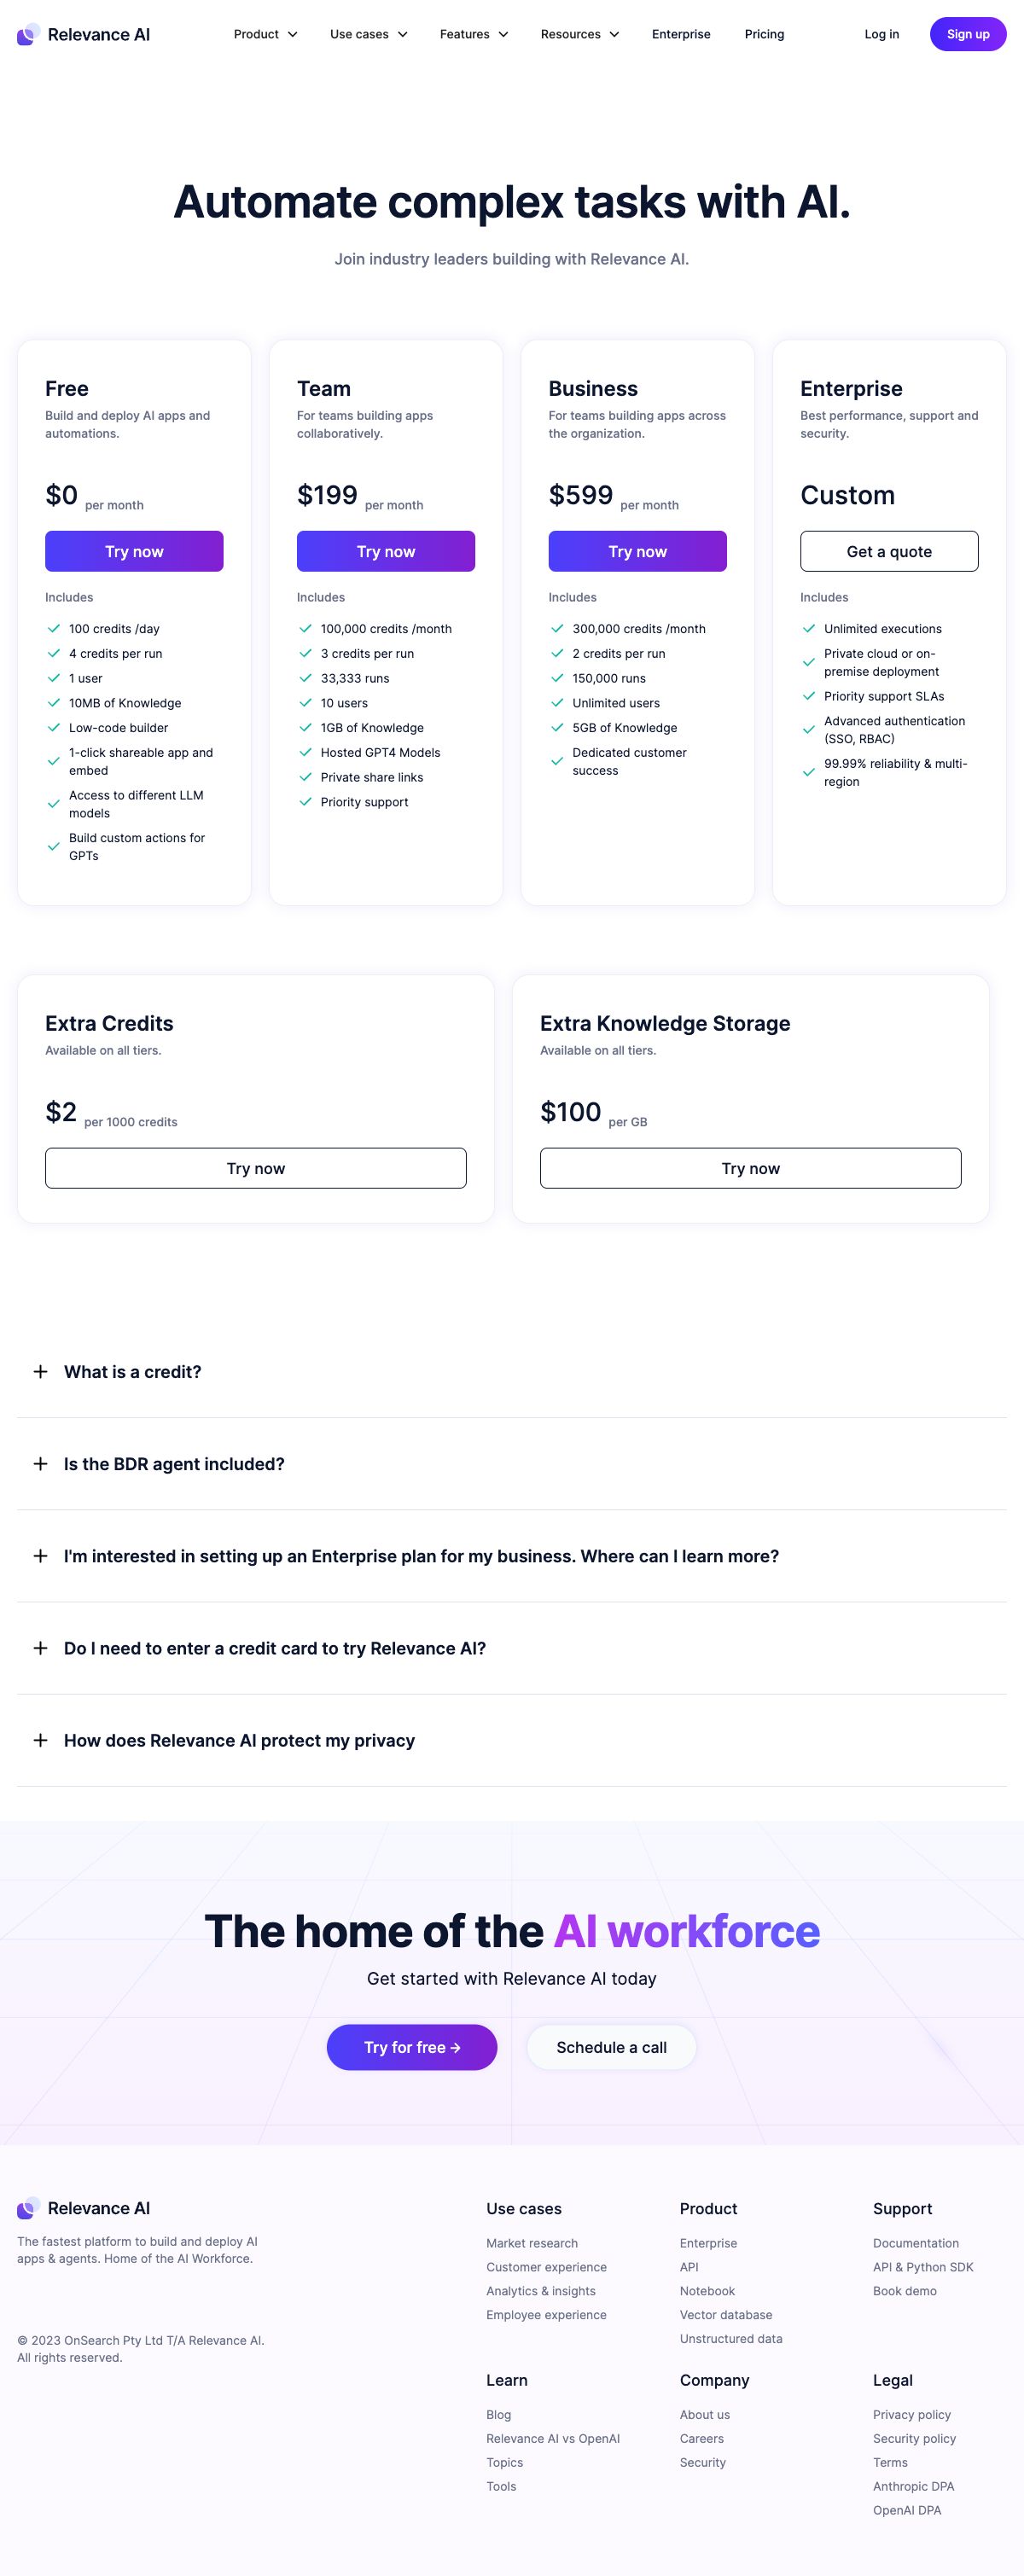 Relevance AI
Product
Use cases
Features
Resources
Enterprise
Pricing
Log in
Sign up
Automate complex tasks with AI.
Join industry leaders building with Relevance AI.
Free
Build and deploy AI apps and
automations.
$0 per month
Try now
Includes
100 credits /day
4 credits per run
1 user
10MB of Knowledge
Low-code builder
1-click shareable app and
embed
Access to different LLM
models
Build custom actions for
GPTs
Team
For teams building apps
collaboratively.
$199 per month
Try now
Includes
100,000 credits /month
3 credits per run
33,333 runs
10 users
1GB of Knowledge
Hosted GPT4 Models
Private share links
Priority support
Business
For teams building apps across
the organization.
$599 per month
Try now
Includes
300,000 credits /month
2 credits per run
150,000 runs
Unlimited users
5GB of Knowledge
Dedicated customer
success
Enterprise
Best performance, support and
security.
Custom
Get a quote
Includes
Unlimited executions
Private cloud or on-
premise deployment
Priority support SLAs
Advanced authentication
(SSO, RBAC)
99.99% reliability & multi-
region
Extra Credits
Available on all tiers.
$2 per 1000 credits
Try now
Extra Knowledge Storage
Available on all tiers.
$100 per GB
Try now
What is a credit?
Is the BDR agent included?
I'm interested in setting up an Enterprise plan for my business. Where can I learn more?
Do I need to enter a credit card to try Relevance AI?
How does Relevance AI protect my privacy
The home of the AI workforce
Get started with Relevance AI today
Try for free →
Schedule a call
Relevance AI
The fastest platform to build and deploy AI
apps & agents. Home of the AI Workforce.
© 2023 OnSearch Pty Ltd T/A Relevance AI.
All rights reserved.
Use cases
Market research
Customer experience
Analytics & insights
Employee experience
Product
Enterprise
API
Notebook
Vector database
Unstructured data
Support
Documentation
API & Python SDK
Book demo
Learn
Blog
Relevance AI vs OpenAI
Topics
Tools
Company
About us
Careers
Security
Legal
Privacy policy
Security policy
Terms
Anthropic DPA
OpenAI DPA